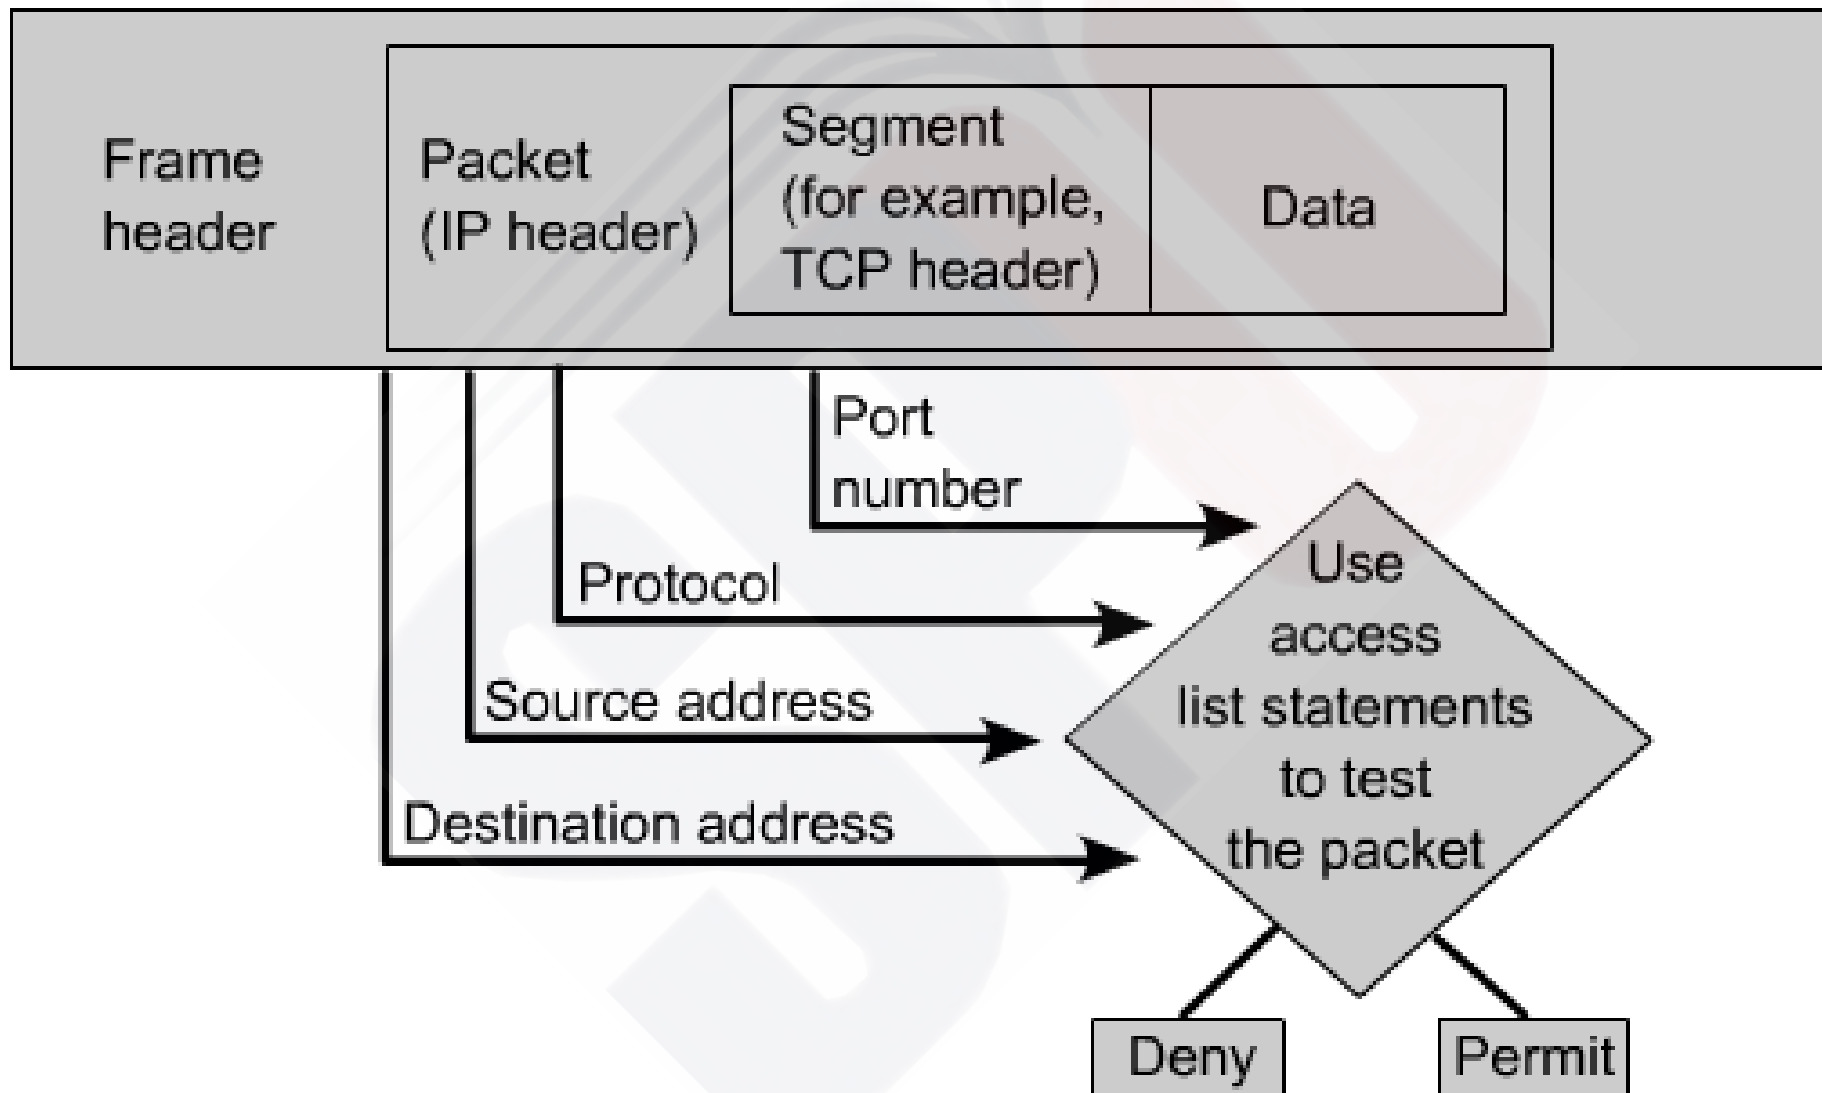 Frame
header
Packet
(IP header)
Segment
(for example,
TCP header)
Data
Port
number
Protocol
Source address
Destination address
Use
access
list statements
to test
the packet
Deny
Permit